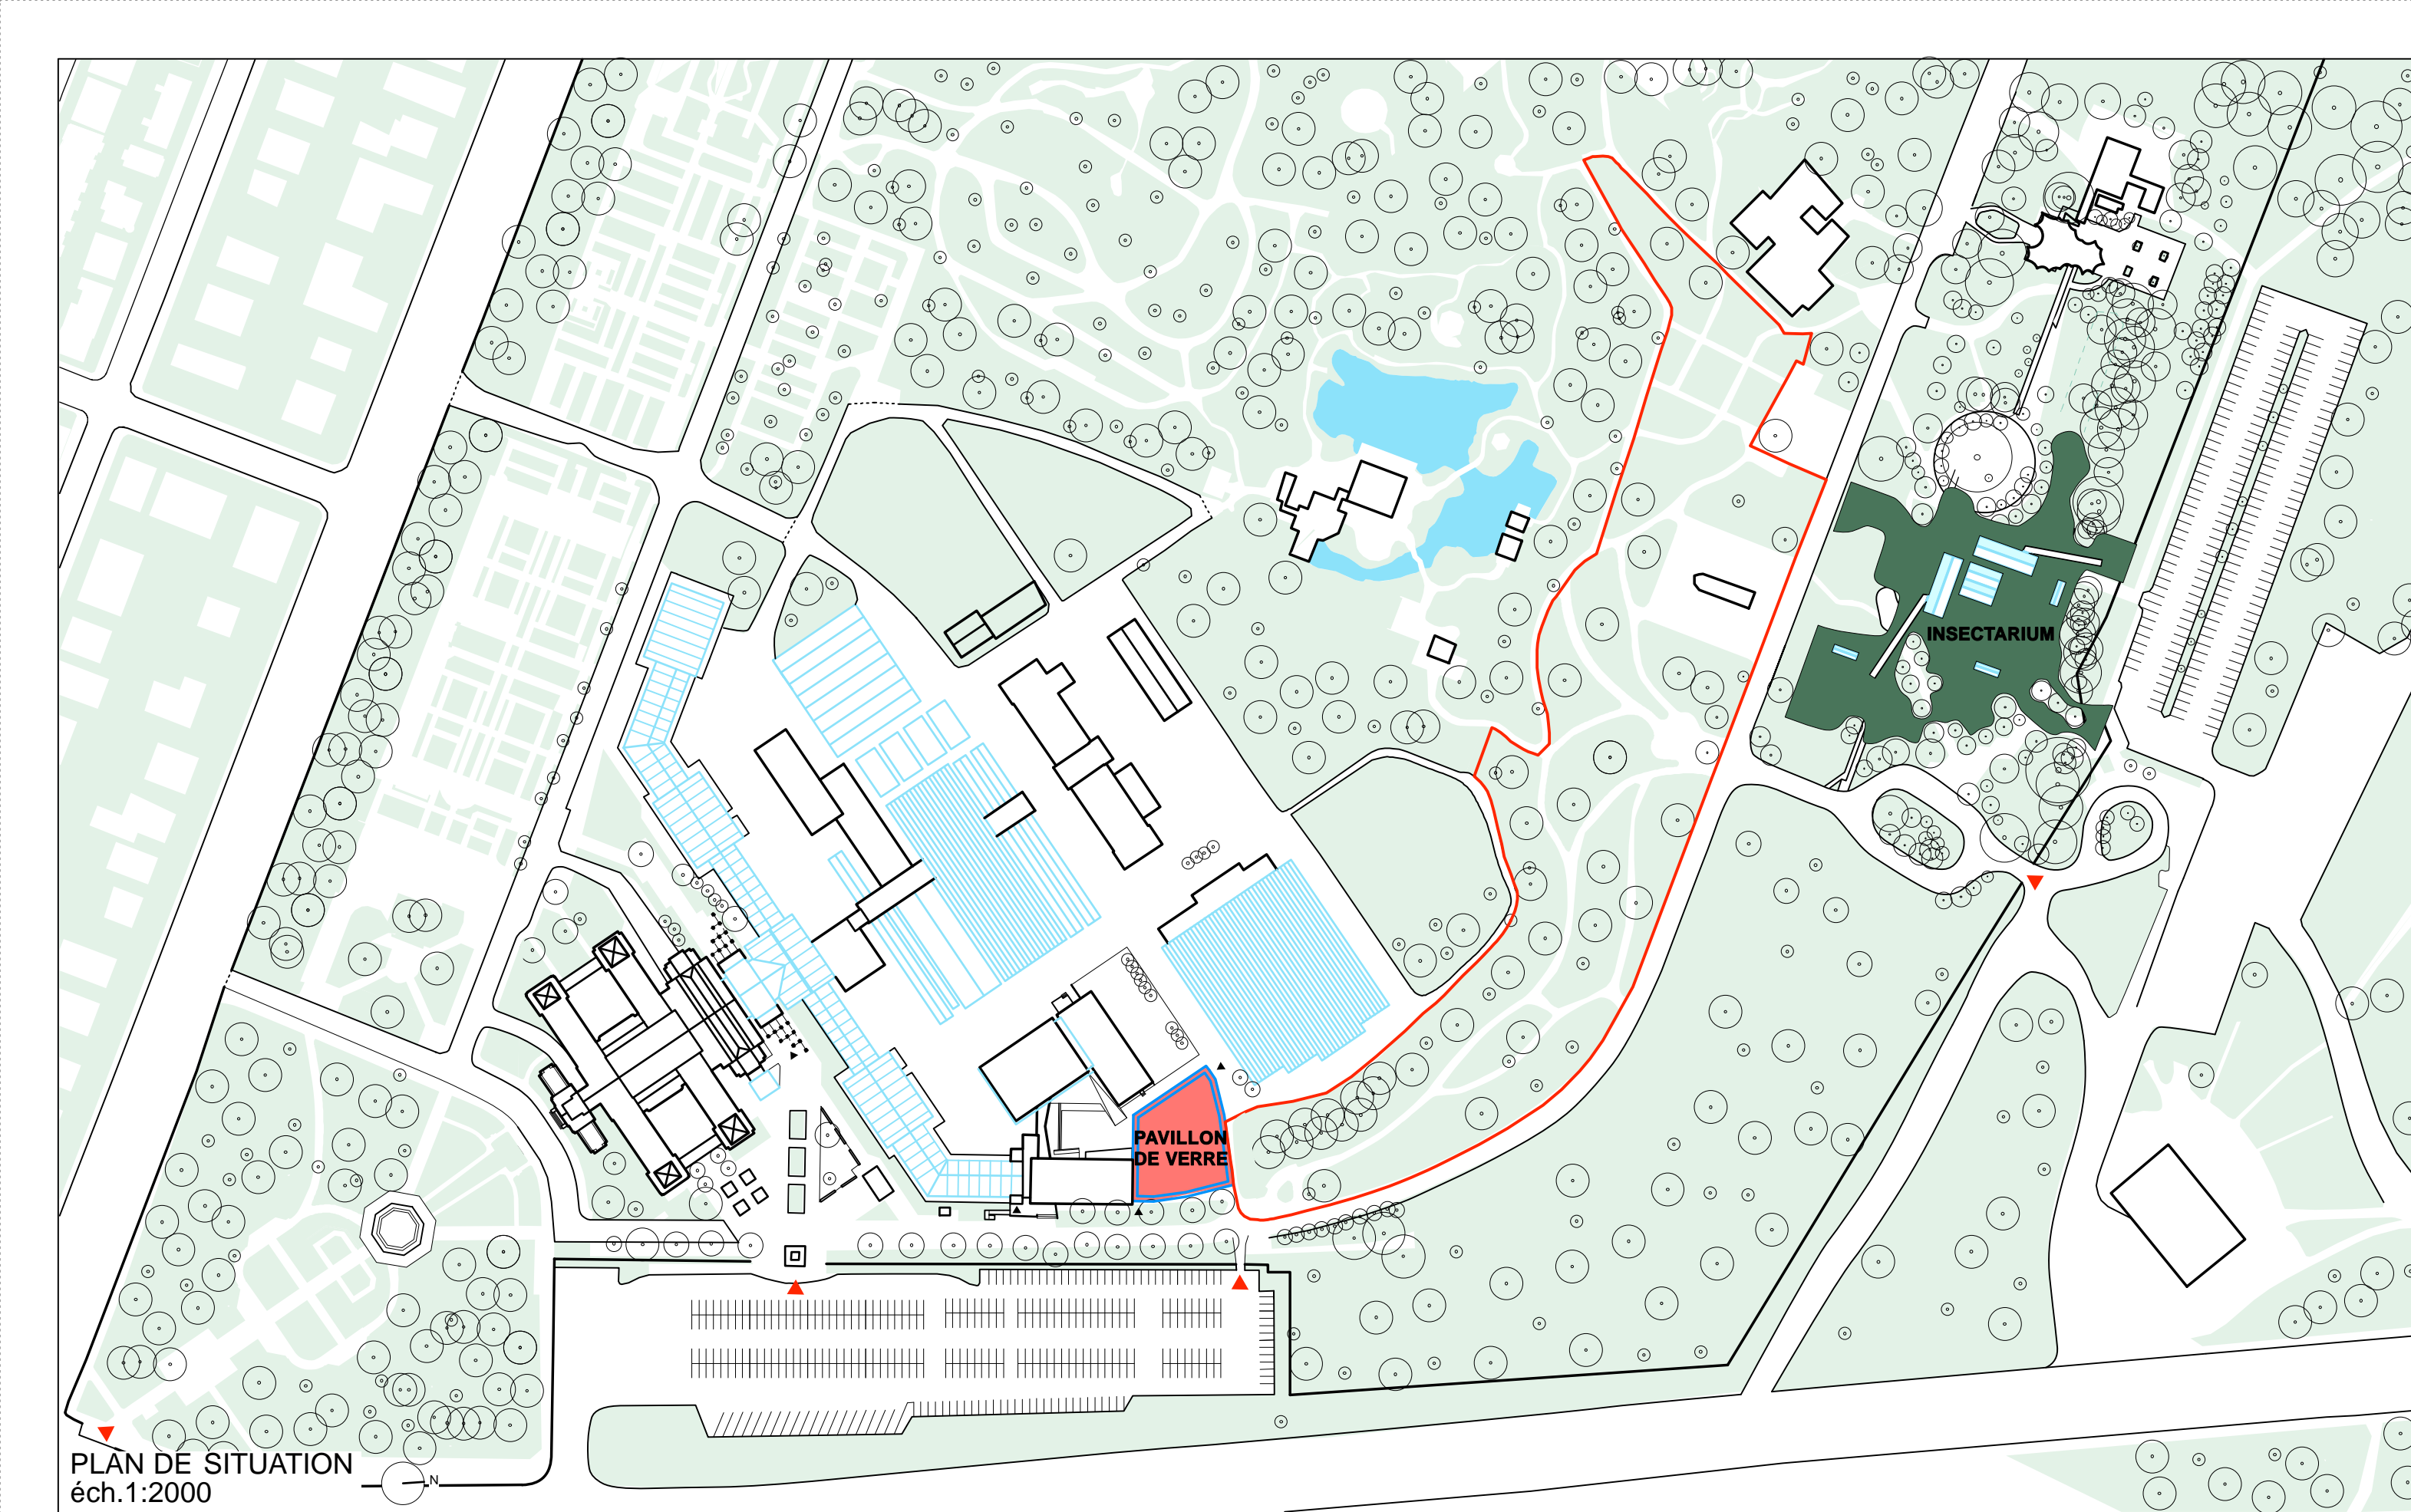 INSECTARIUM
PAVILLON
DE VERRE
PLAN DE SITUATION
éch.1:2000
N